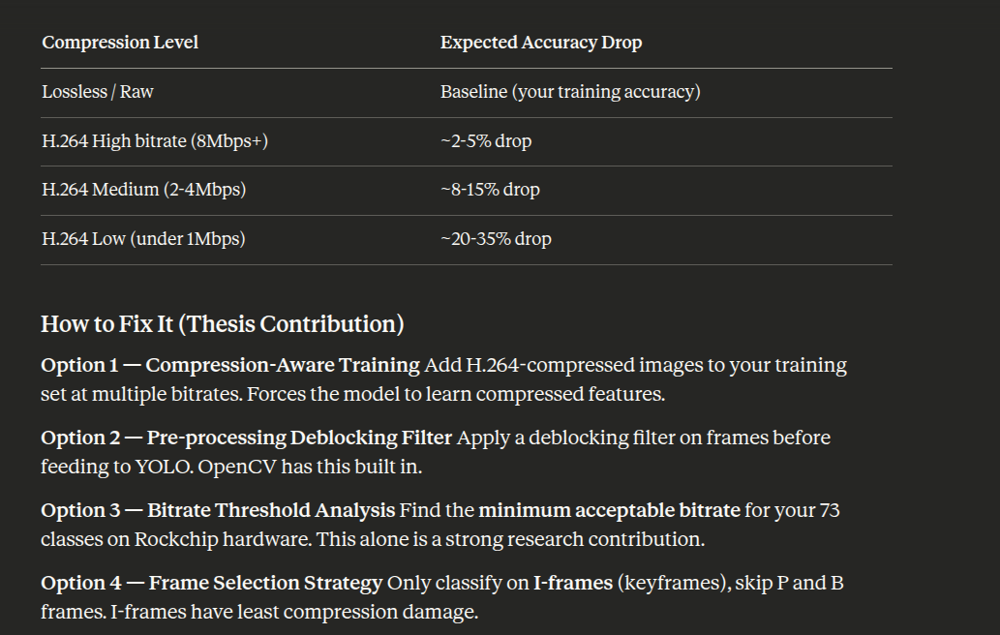 Compression Level Expected Accuracy Drop
Lossless / Raw Baseline (your training accuracy)
H.264 High bitrate (8Mbps+) ~2-5% drop
H.264 Medium (2-4Mbps) ~8-15% drop
H.264 Low (under 1Mbps) ~20-35% drop
How to Fix It (Thesis Contribution)
Option 1 — Compression-Aware Training Add H.264-compressed images to your training
set at multiple bitrates. Forces the model to learn compressed features.
Option 2 — Pre-processing Deblocking Filter Apply a deblocking filter on frames before
feeding to YOLO. OpenCV has this built in.
Option 3 — Bitrate Threshold Analysis Find the minimum acceptable bitrate for your 73
classes on Rockchip hardware. This alone is a strong research contribution.
Option 4 — Frame Selection Strategy Only classify on I-frames (keyframes), skip P and B
frames. I-frames have least compression damage.